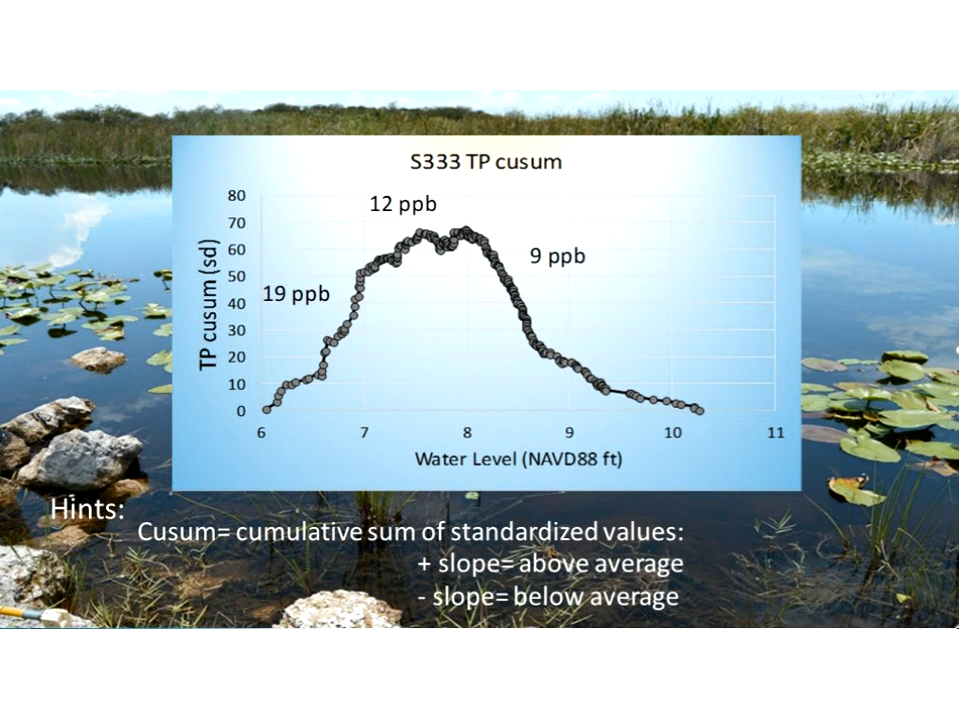 S333 TP cusum
80
70
60
50
40
30
20
10
0
TP cusum (sd)
12 ppb
9 ppb
19 ppb
6 7 8 9 10 11
Water Level (NAVD88 ft)
Hints:
Cusum= cumulative sum of standardized values:
+ slope= above average
- slope= below average